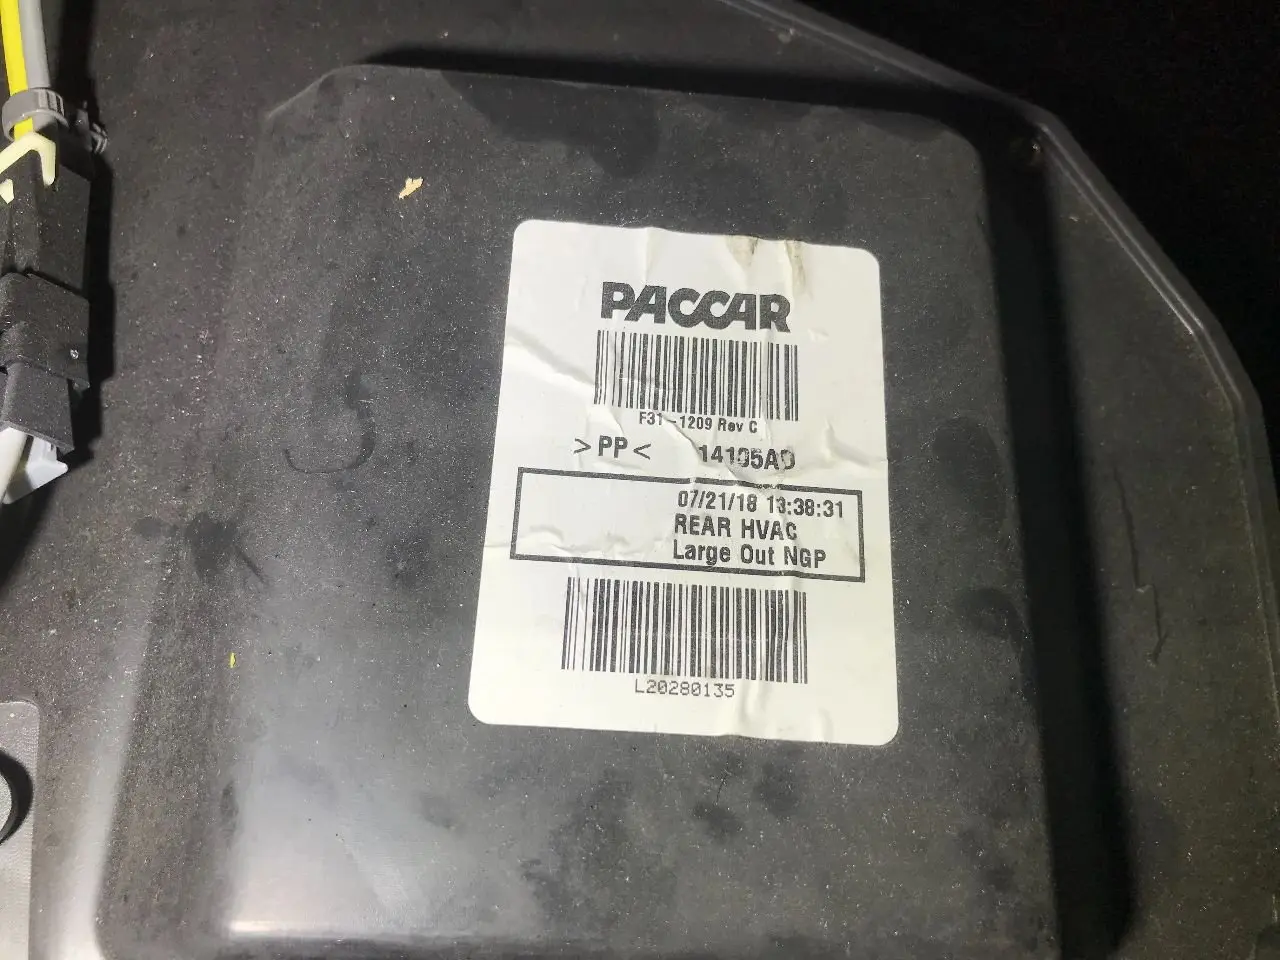 PACCAR
F31-1209 Rev C
>PP< 14105AD
07/21/18 13:38:31
REAR HVAC
Large Out NGP
L20280135